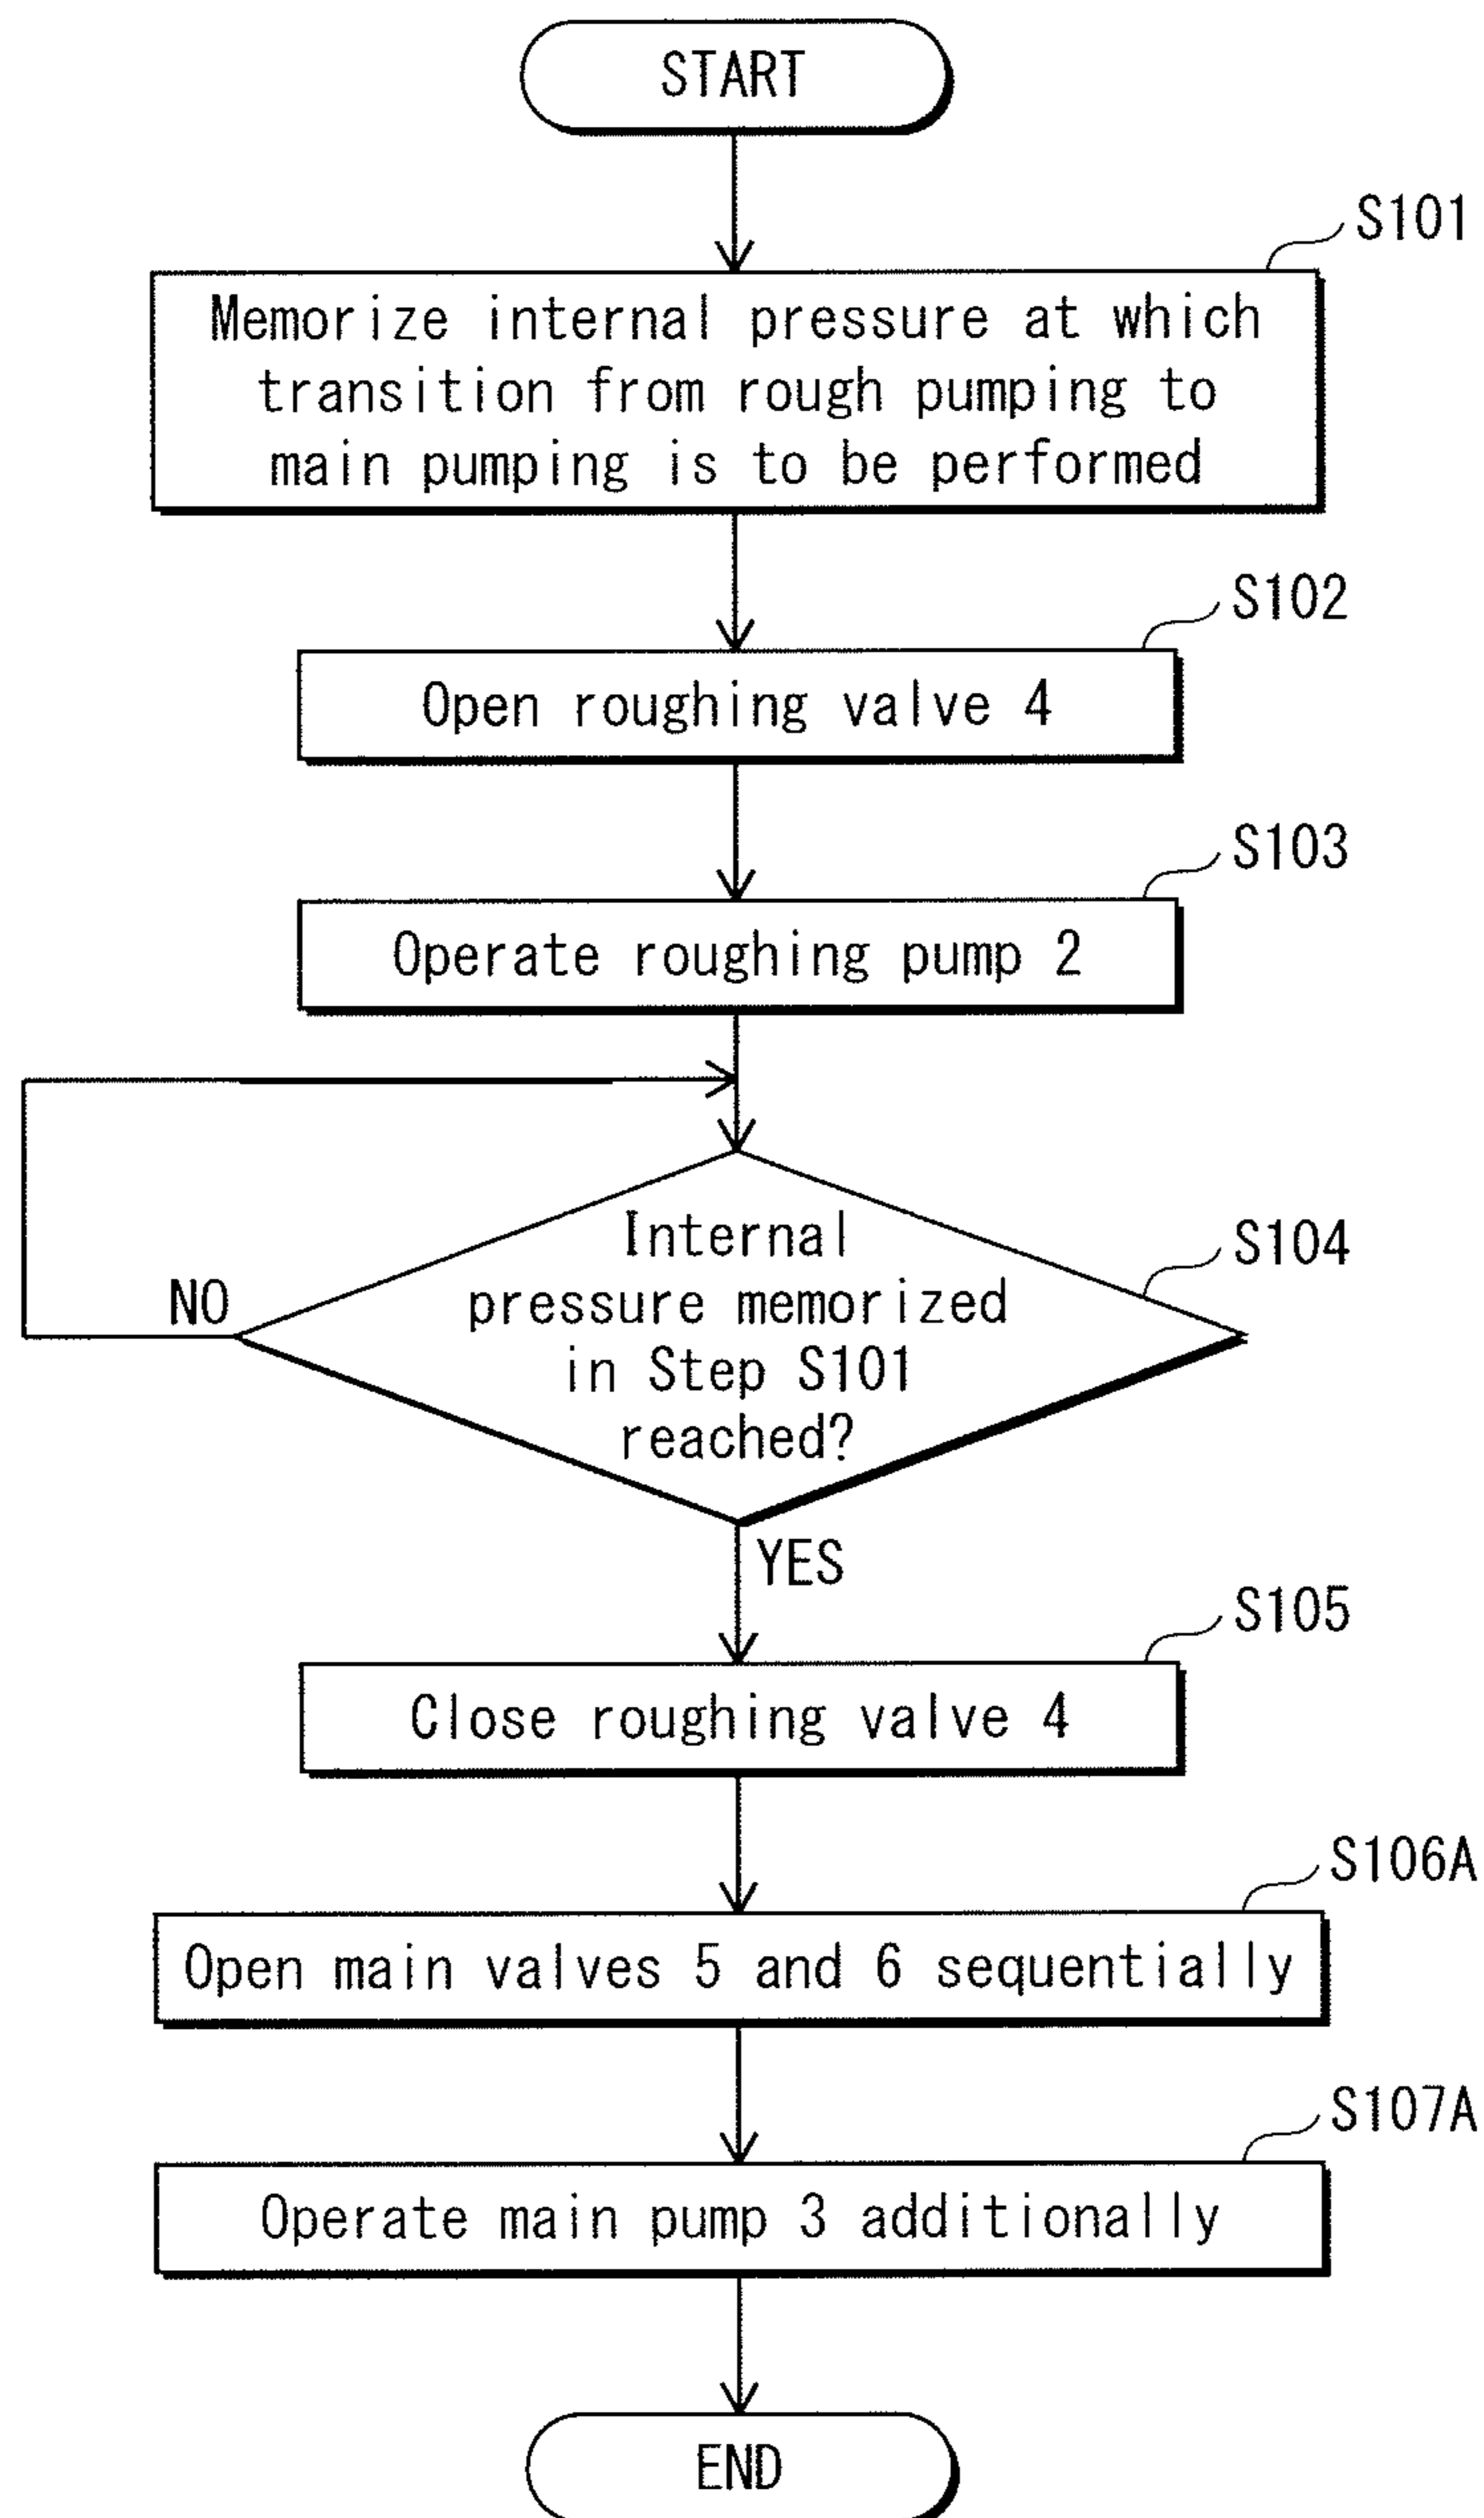 START
S101
Memorize internal pressure at which
transition from rough pumping to
main pumping is to be performed
S102
Open roughing valve 4
S103
Operate roughing pump 2
Internal
pressure memorized
in Step S101
reached?
S104
NO
YES
S105
Close roughing valve 4
S106A
Open main valves 5 and 6 sequentially
S107A
Operate main pump 3 additionally
END